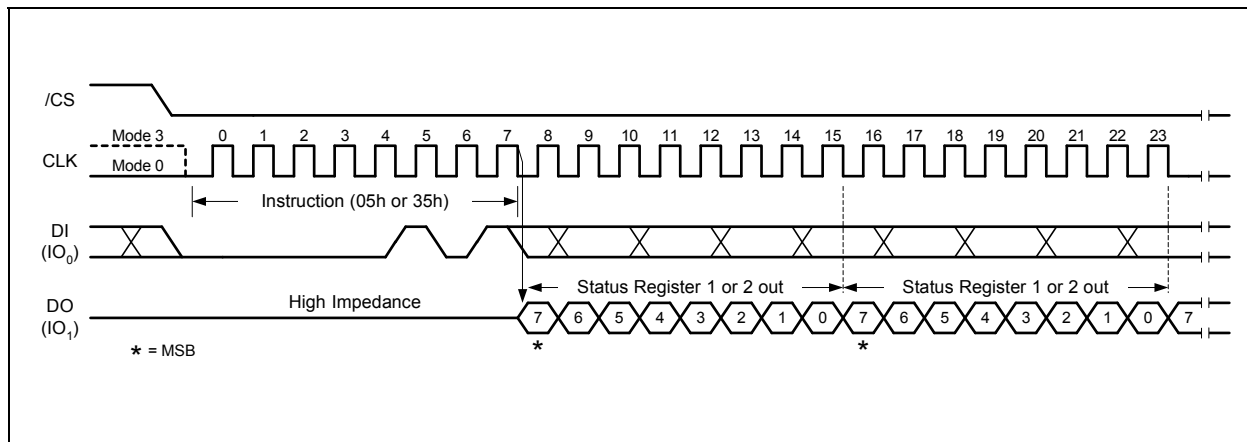 /CS
Mode 3 0 1 2 3 4 5 6 7 8 9 10 11 12 13 14 15 16 17 18 19 20 21 22 23
CLK
Mode 0
Instruction (05h or 35h)
DI
(IO0)
Status Register 1 or 2 out Status Register 1 or 2 out
High Impedance
DO
(IO1)
7 6 5 4 3 2 1 0 7 6 5 4 3 2 1 0 7
* *
* = MSB